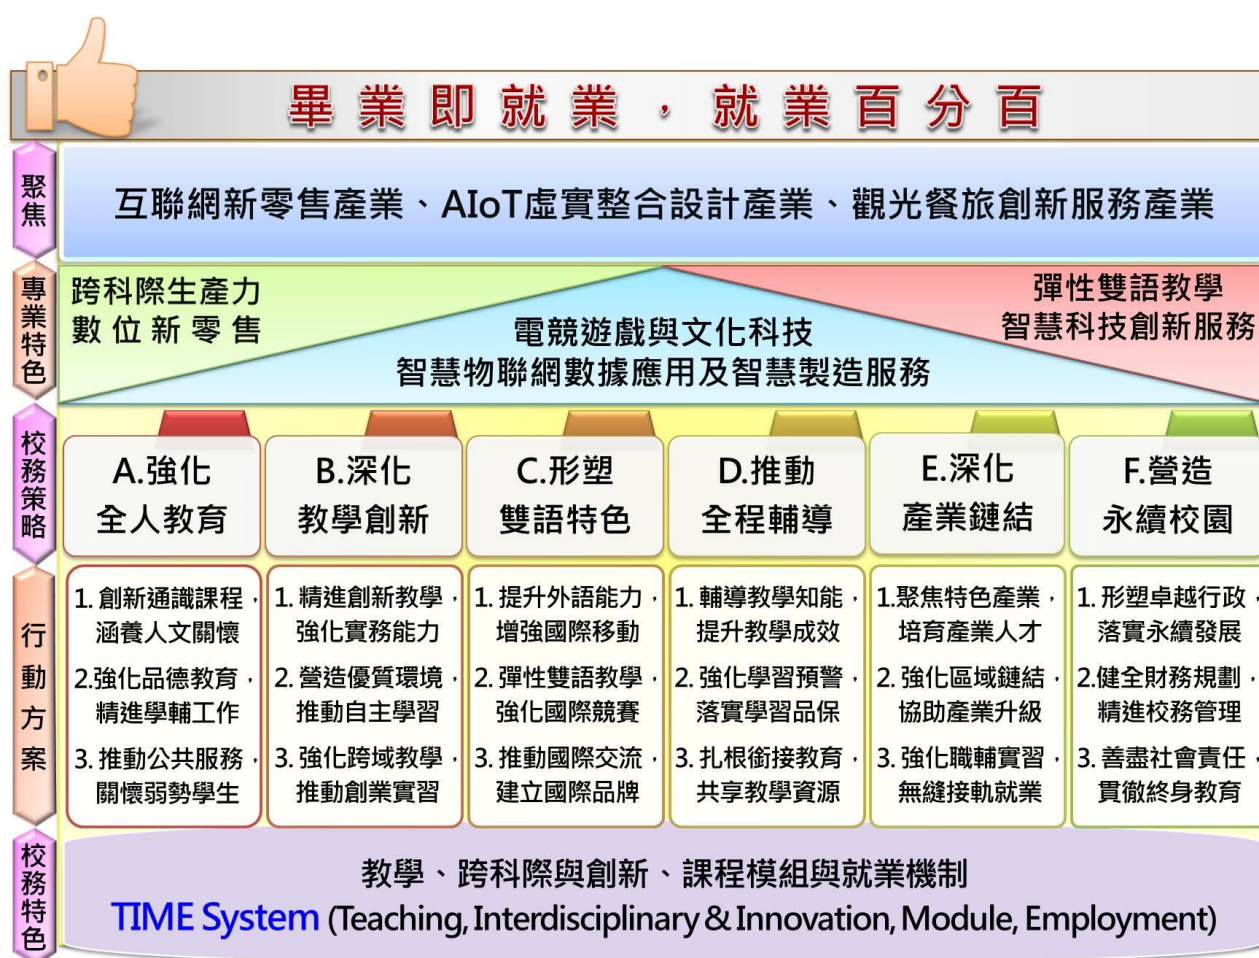 畢業即就業，就業百分百
聚焦
互聯網新零售產業、AIoT虛實整合設計產業、觀光餐旅創新服務產業
專業特色
跨科際生產力
數位新零售
電競遊戲與文化科技
智慧物聯網數據應用及智慧製造服務
彈性雙語教學
智慧科技創新服務
校務策略
A.強化
全人教育
B.深化
教學創新
C.形塑
雙語特色
D.推動
全程輔導
E.深化
產業鏈結
F.營造
永續校園
行動方案
1. 創新通識課程，
涵養人文關懷
2.強化品德教育，
精進學輔工作
3. 推動公共服務，
關懷弱勢學生
1. 精進創新教學，
強化實務能力
2. 營造優質環境，
推動自主學習
3. 強化跨域教學，
推動創業實習
1. 提升外語能力，
增強國際移動
2. 彈性雙語教學，
強化國際競賽
3. 推動國際交流，
建立國際品牌
1. 輔導教學知能，
提升教學成效
2. 強化學習預警，
落實學習品保
3. 扎根銜接教育，
共享教學資源
1.聚焦特色產業，
培育產業人才
2. 強化區域鏈結，
協助產業升級
3. 強化職輔實習，
無縫接軌就業
1. 形塑卓越行政，
落實永續發展
2.健全財務規劃，
精進校務管理
3. 善盡社會責任，
貫徹終身教育
校務特色
教學、跨科際與創新、課程模組與就業機制
TIME System (Teaching, Interdisciplinary & Innovation, Module, Employment)